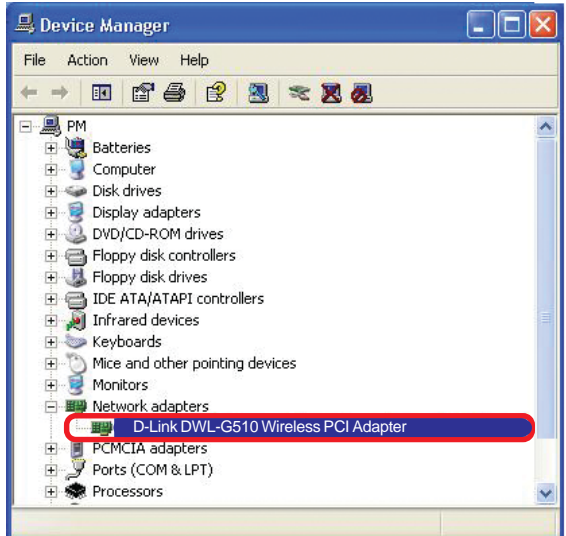 Device Manager
File Action View Help
PM
Batteries
Computer
Disk drives
Display adapters
DVD/CD-ROM drives
Floppy disk controllers
Floppy disk drives
IDE ATA/ATAPI controllers
Infrared devices
Keyboards
Mice and other pointing devices
Monitors
Network adapters
D-Link DWL-G510 Wireless PCI Adapter
PCMCIA adapters
Ports (COM & LPT)
Processors